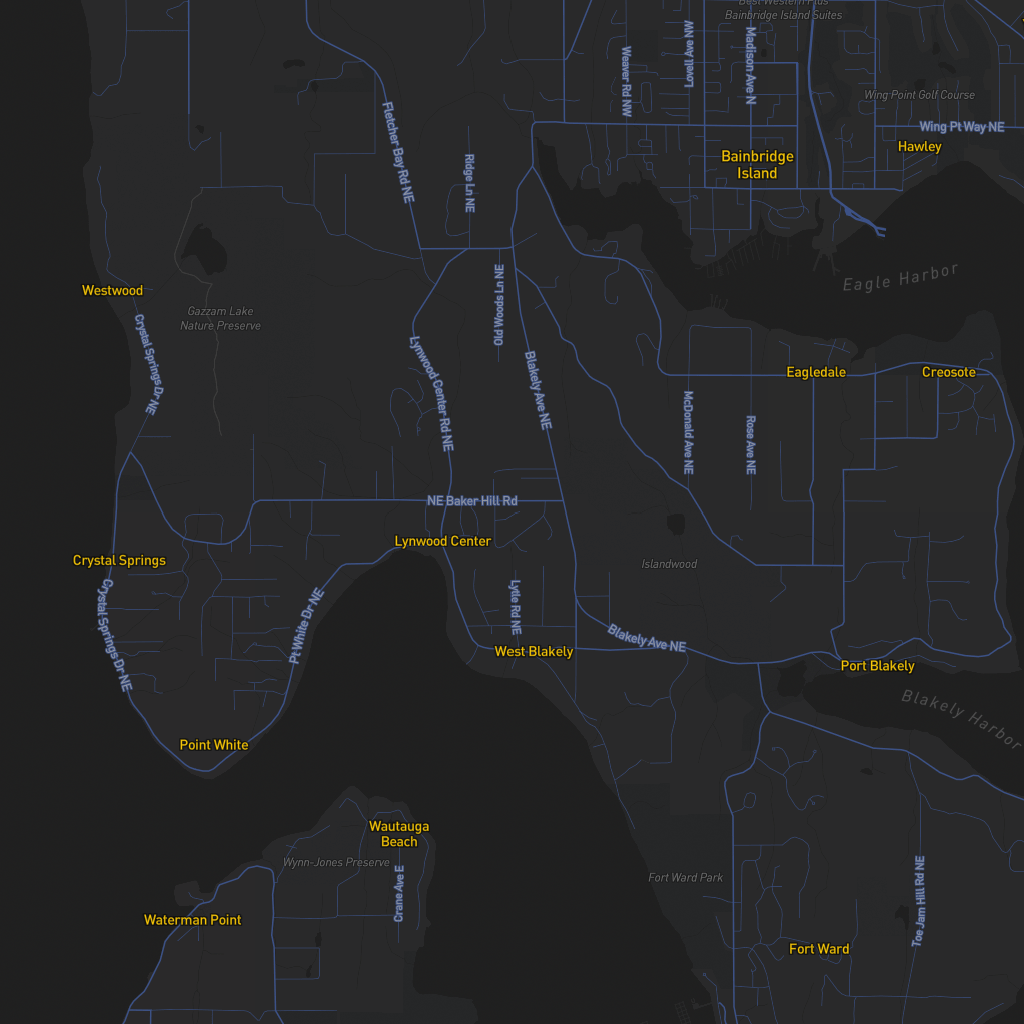 Best Western Plus
Bainbridge Island Suites
Weaver Rd NW
Lovell Ave NW
Madison Ave N
Wing Point Golf Course
Wing Pt Way NE
Hawley
Fletcher Bay Rd NE
Ridge Ln NE
Bainbridge
Island
Eagle Harbor
Westwood
Old Woods Ln NE
Gazzam Lake
Nature Preserve
Crystal Springs Dr NE
Lynwood Center Rd NE
Blakely Ave NE
Eagledale
Creosote
McDonald Ave NE
Rose Ave NE
NE Baker Hill Rd
Lynwood Center
Crystal Springs
Islandwood
Crystal Springs Dr NE
Pt White Dr NE
Lytle Rd NE
Blakely Ave NE
West Blakely
Port Blakely
Blakely Harbor
Point White
Wautauga
Beach
Wynn-Jones Preserve
Crane Ave E
Fort Ward Park
Toe Jam Hill Rd NE
Waterman Point
Fort Ward